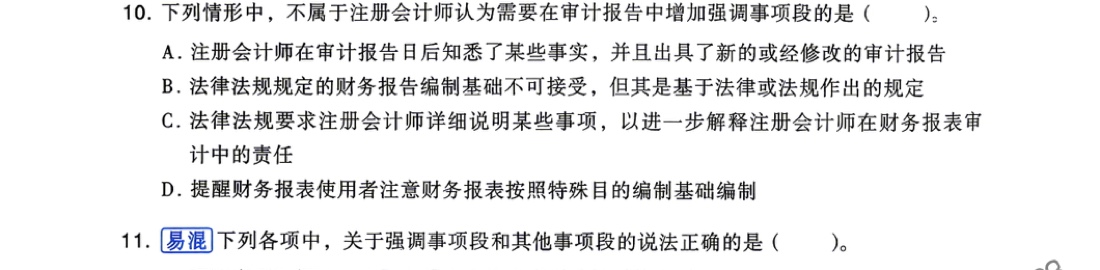 10. 下列情形中，不属于注册会计师认为需要在审计报告中增加强调事项段的是（　　）。
A. 注册会计师在审计报告日后知悉了某些事实，并且出具了新的或经修改的审计报告
B. 法律法规规定的财务报告编制基础不可接受，但其是基于法律或法规作出的规定
C. 法律法规要求注册会计师详细说明某些事项，以进一步解释注册会计师在财务报表审
计中的责任
D. 提醒财务报表使用者注意财务报表按照特殊目的编制基础编制
11. 易混 下列各项中，关于强调事项段和其他事项段的说法正确的是（　　）。